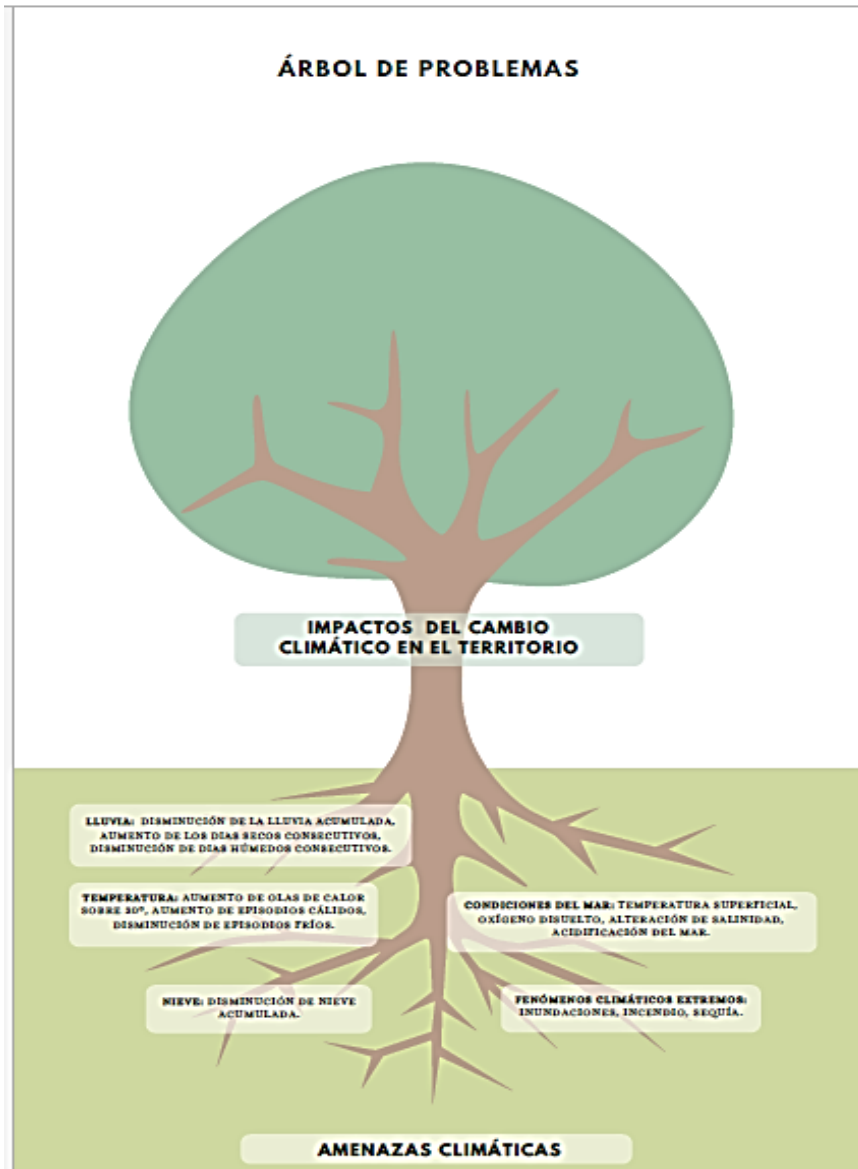 ÁRBOL DE PROBLEMAS
IMPACTOS DEL CAMBIO
CLIMÁTICO EN EL TERRITORIO
LLUVIA: DISMINUCIÓN DE LA LLUVIA ACUMULADA,
AUMENTO DE LOS DIAS SECOS CONSECUTIVOS,
DISMINUCIÓN DE DIAS HÚMEDOS CONSECUTIVOS.
TEMPERATURA: AUMENTO DE OLAS DE CALOR
SOBRE 30º, AUMENTO DE EPISODIOS CÁLIDOS,
DISMINUCIÓN DE EPISODIOS FRÍOS.
CONDICIONES DEL MAR: TEMPERATURA SUPERFICIAL,
OXÍGENO DISUELTO, ALTERACIÓN DE SALINIDAD,
ACIDIFICACIÓN DEL MAR.
NIEVE: DISMINUCIÓN DE NIEVE
ACUMULADA.
FENÓMENOS CLIMÁTICOS EXTREMOS:
INUNDACIONES, INCENDIO, SEQUÍA.
AMENAZAS CLIMÁTICAS